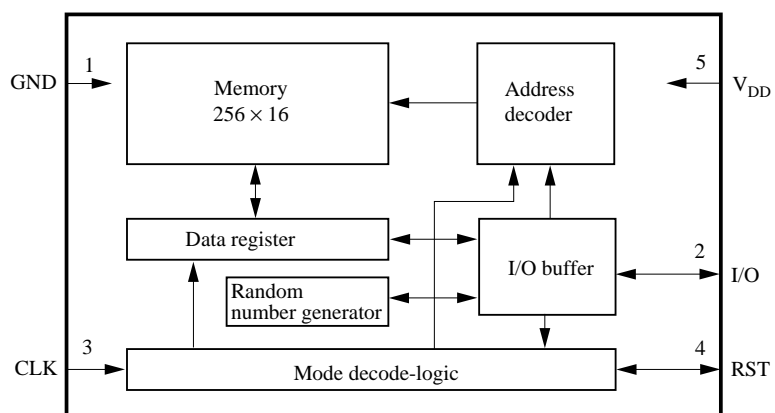 1
GND
Memory
256 × 16
Address
decoder
5
VDD
Data register
I/O buffer
2
I/O
Random
number generator
3
CLK
Mode decode-logic
4
RST